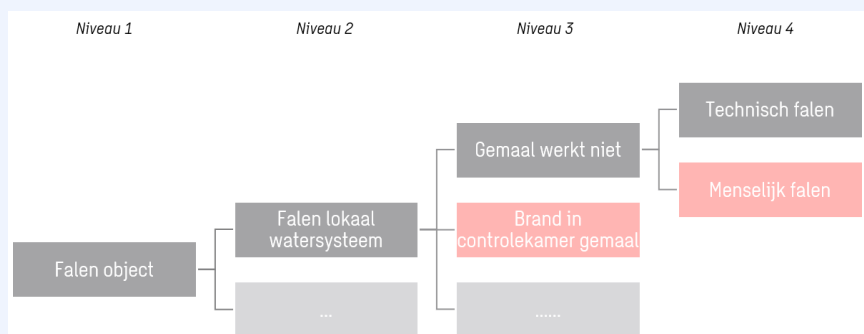 Niveau 1
Niveau 2
Niveau 3
Niveau 4
Falen object
Falen lokaal
watersysteem
...
Gemaal werkt niet
Brand in
controlekamer gemaal
......
Technisch falen
Menselijk falen